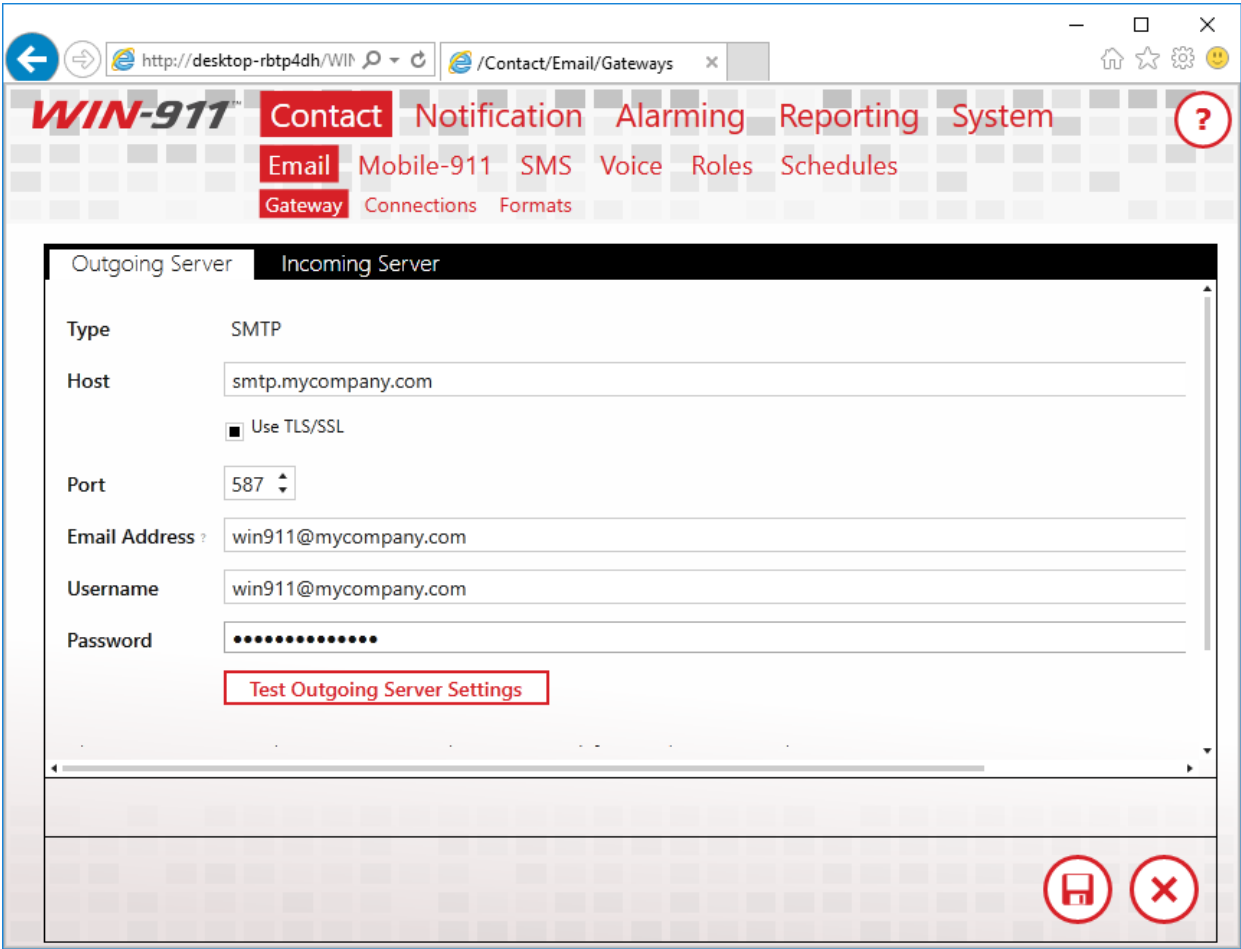 http://desktop-rbtp4dh/WIN
/Contact/Email/Gateways
WIN-911™ Contact Notification Alarming Reporting System ?
Email Mobile-911 SMS Voice Roles Schedules
Gateway Connections Formats
Outgoing Server Incoming Server
Type SMTP
Host smtp.mycompany.com
Use TLS/SSL
Port 587
Email Address ? win911@mycompany.com
Username win911@mycompany.com
Password ••••••••••••••
Test Outgoing Server Settings